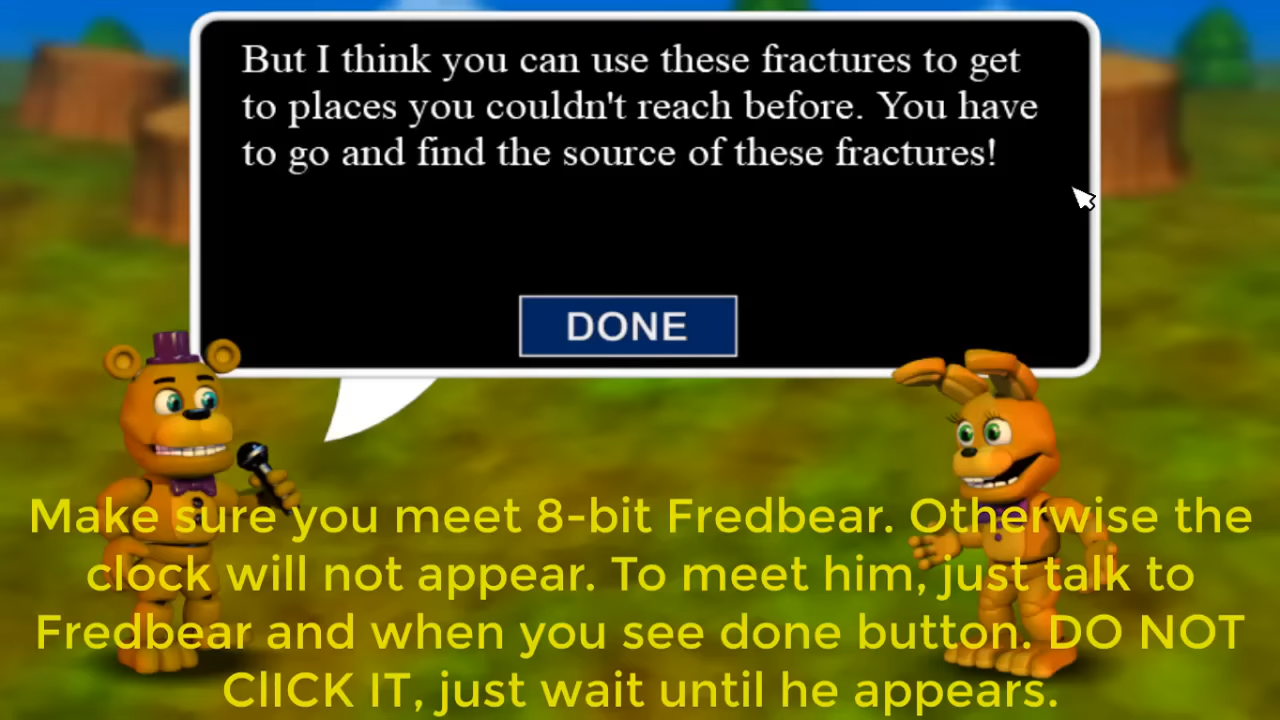 But I think you can use these fractures to get
to places you couldn't reach before. You have
to go and find the source of these fractures!
DONE
Make sure you meet 8-bit Fredbear. Otherwise the
clock will not appear. To meet him, just talk to
Fredbear and when you see done button. DO NOT
ClICK IT, just wait until he appears.